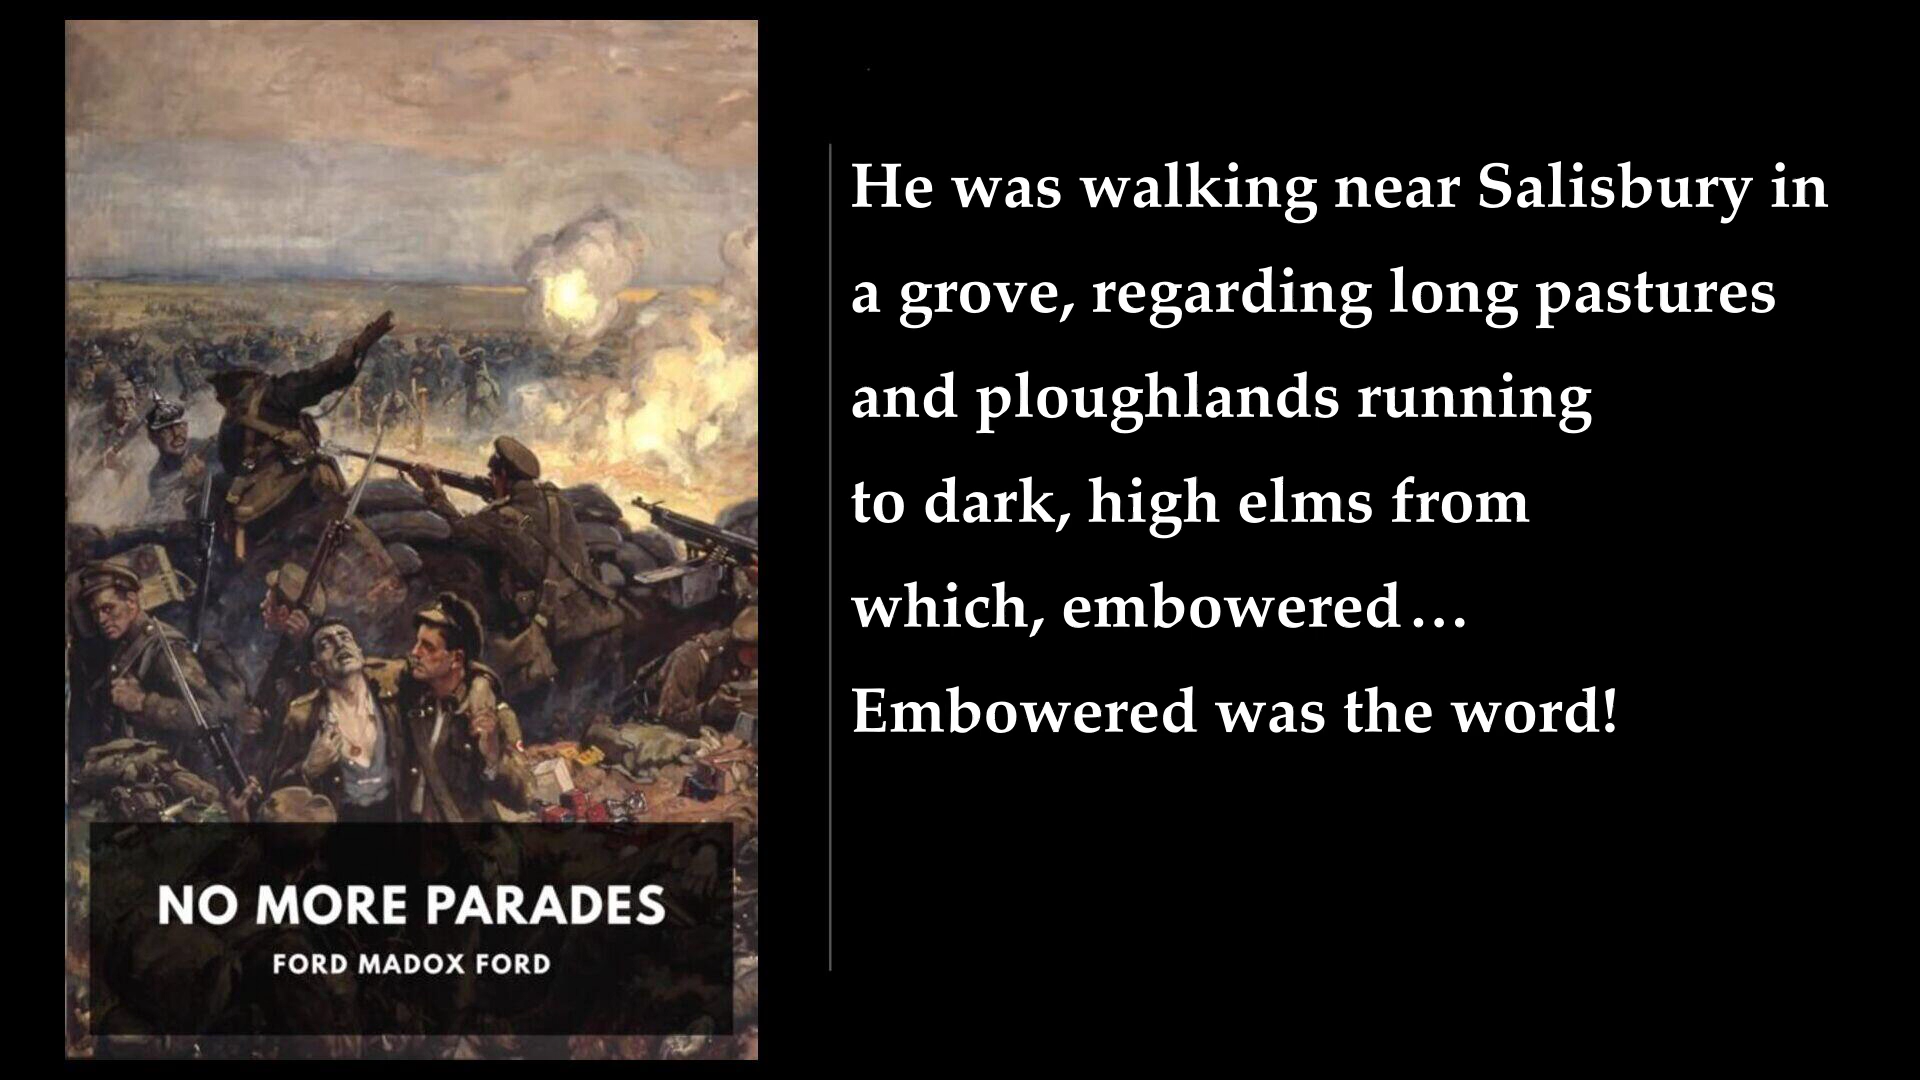 He was walking near Salisbury in
a grove, regarding long pastures
and ploughlands running
to dark, high elms from
which, embowered…
Embowered was the word!
NO MORE PARADES
FORD MADOX FORD